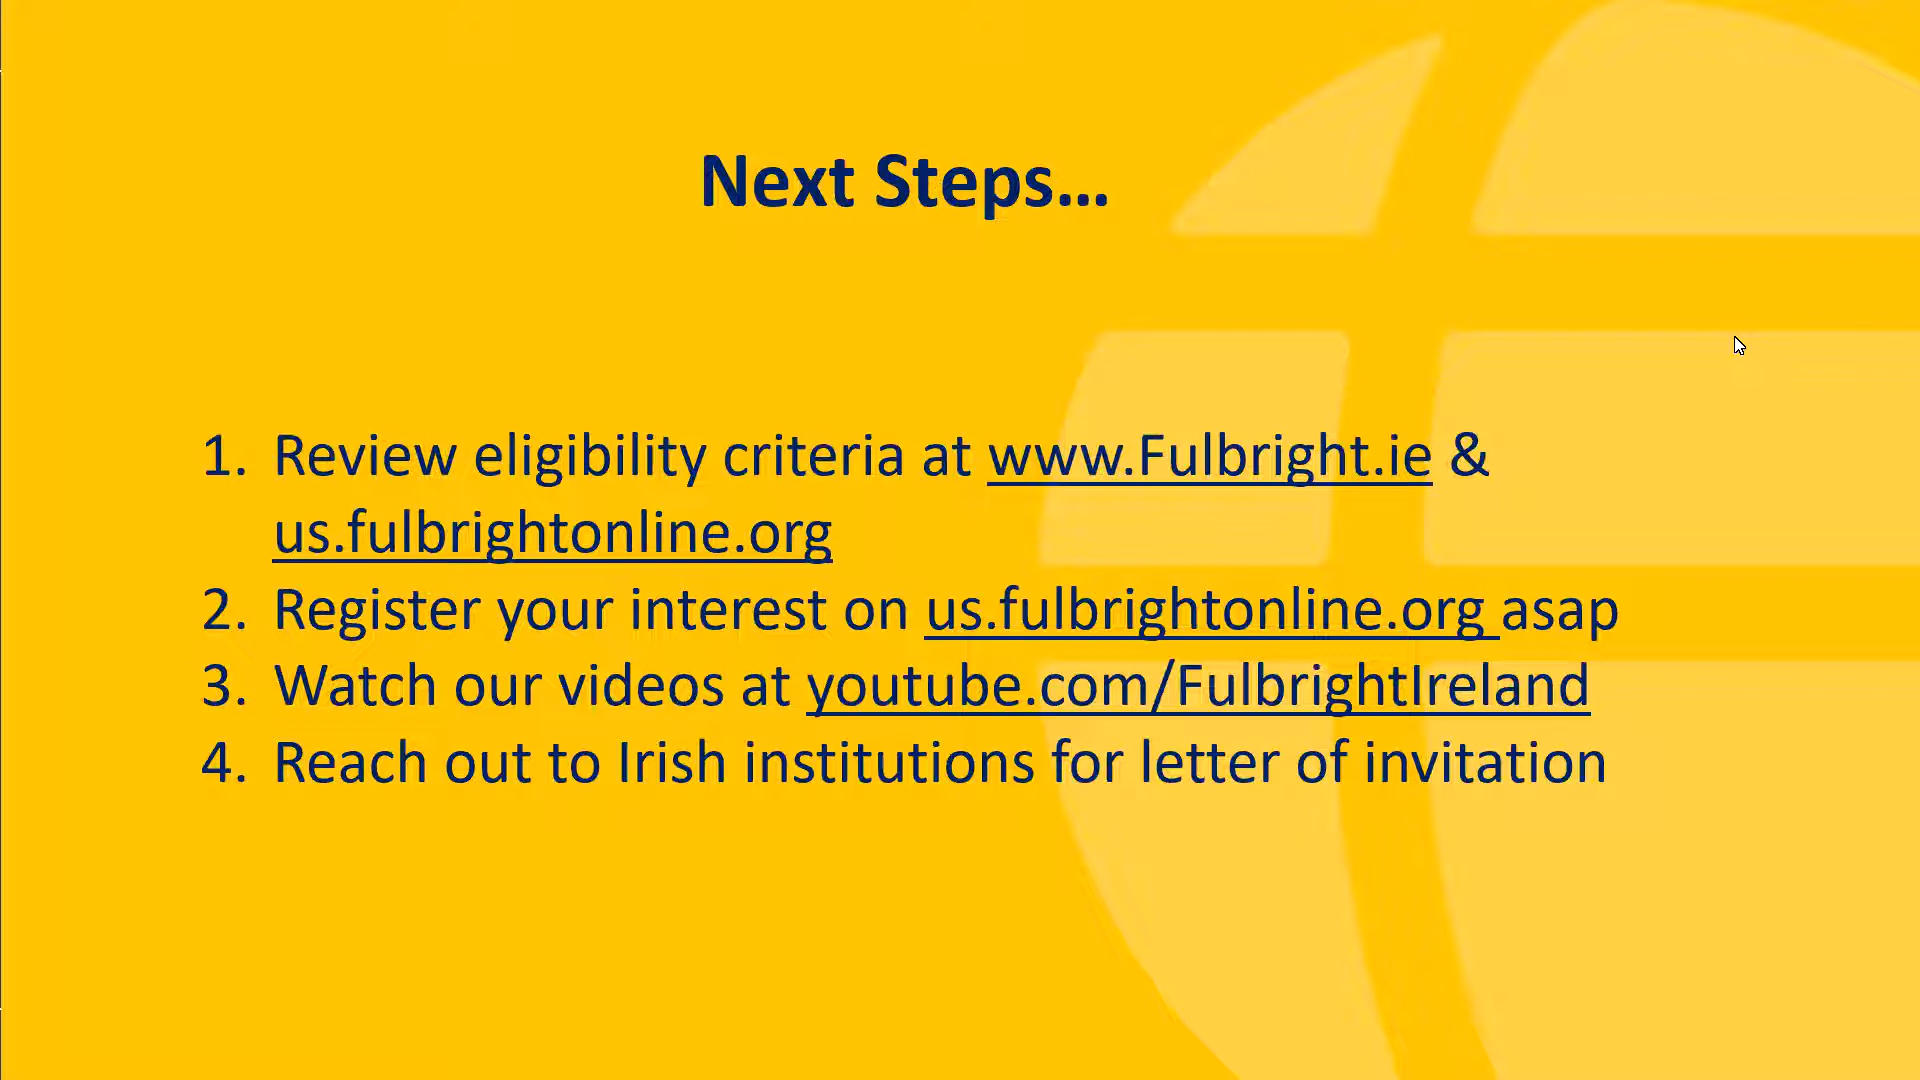 Next Steps...
1. Review eligibility criteria at www.Fulbright.ie &
us.fulbrightonline.org
2. Register your interest on us.fulbrightonline.org asap
3. Watch our videos at youtube.com/FulbrightIreland
4. Reach out to Irish institutions for letter of invitation